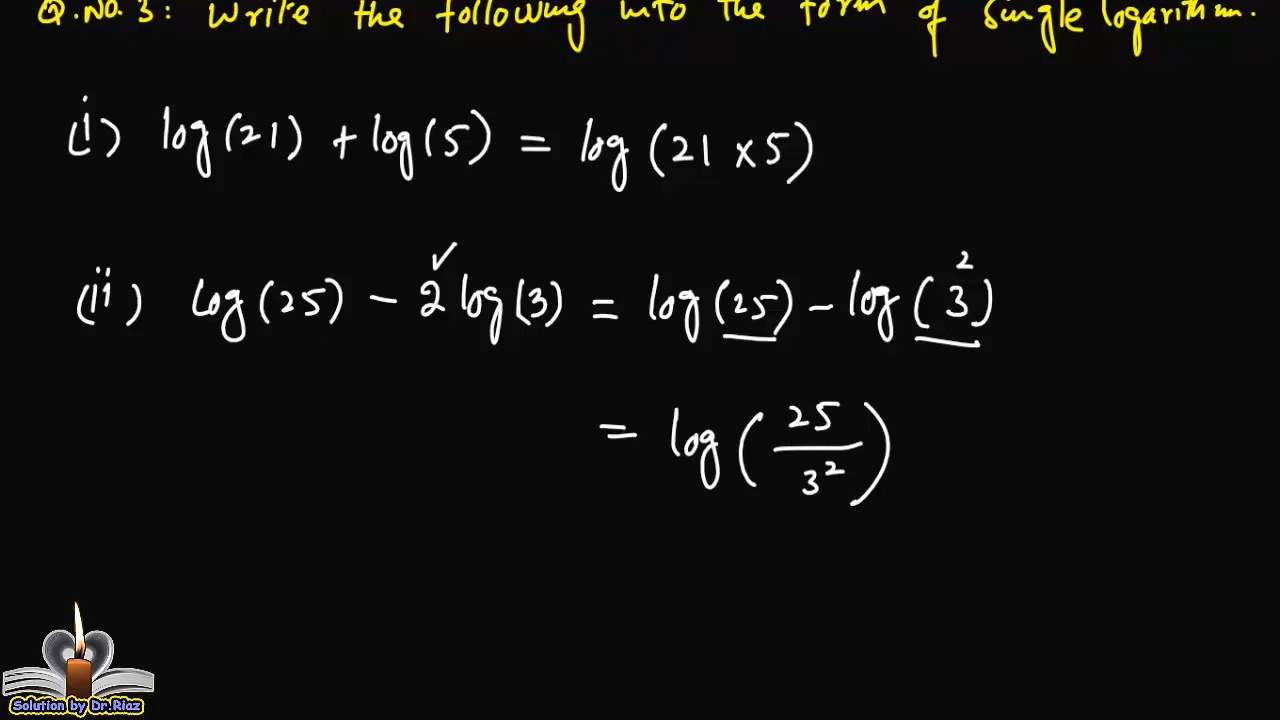 Q.No. 3: Write the following into the form of single logarithm.
(i) log(21) + log(5) = log(21 × 5)
(ii) log(25) - 2 log(3) = log(25) - log(3²)
= log(25/3²)
Solution by Dr.Riaz